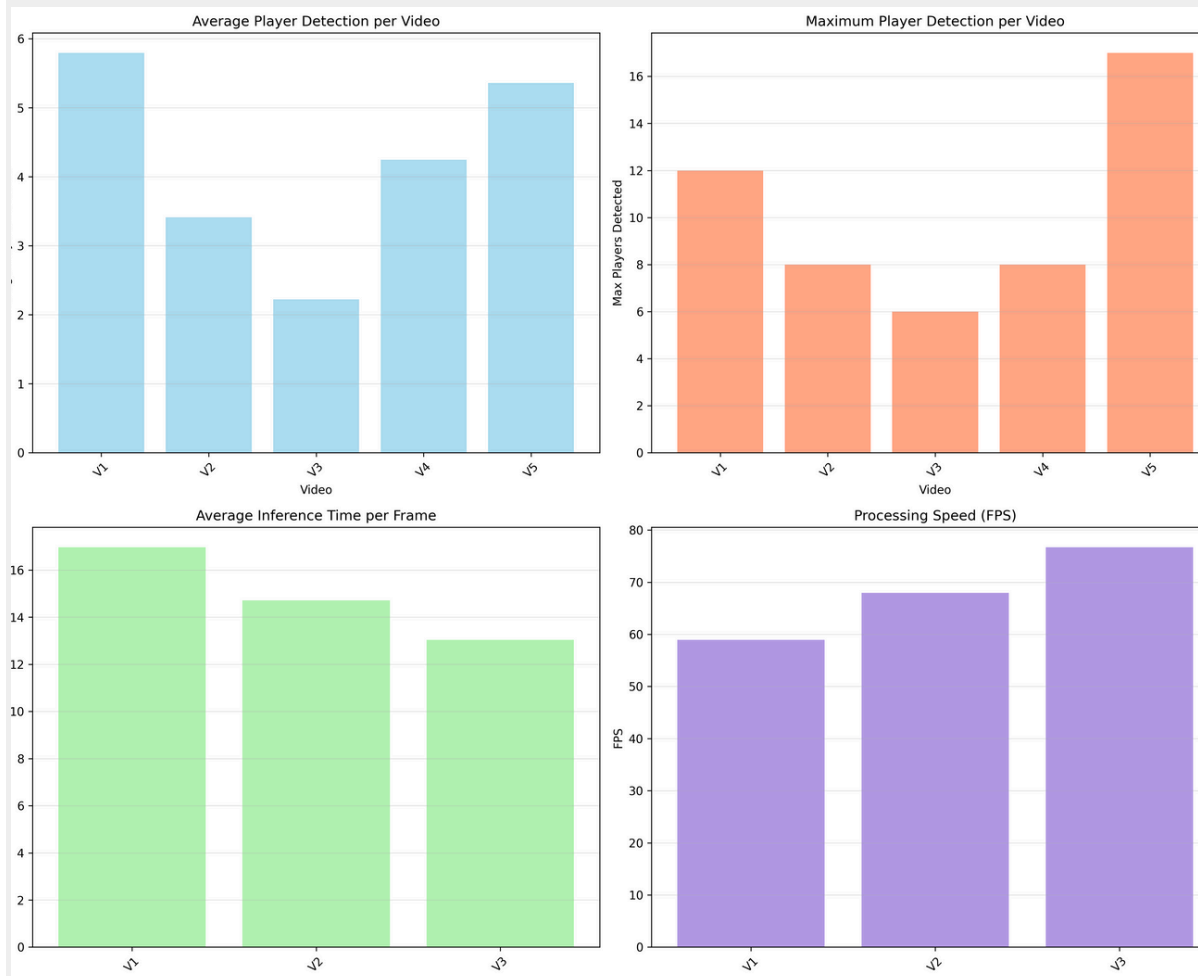 Average Player Detection per Video
6
5
4
3
2
1
0
V1
V2
V3
V4
V5
Video
Maximum Player Detection per Video
Max Players Detected
16
14
12
10
8
6
4
2
0
V1
V2
V3
V4
V5
Video
Average Inference Time per Frame
16
14
12
10
8
6
4
2
0
V1
V2
V3
Processing Speed (FPS)
FPS
80
70
60
50
40
30
20
10
0
V1
V2
V3